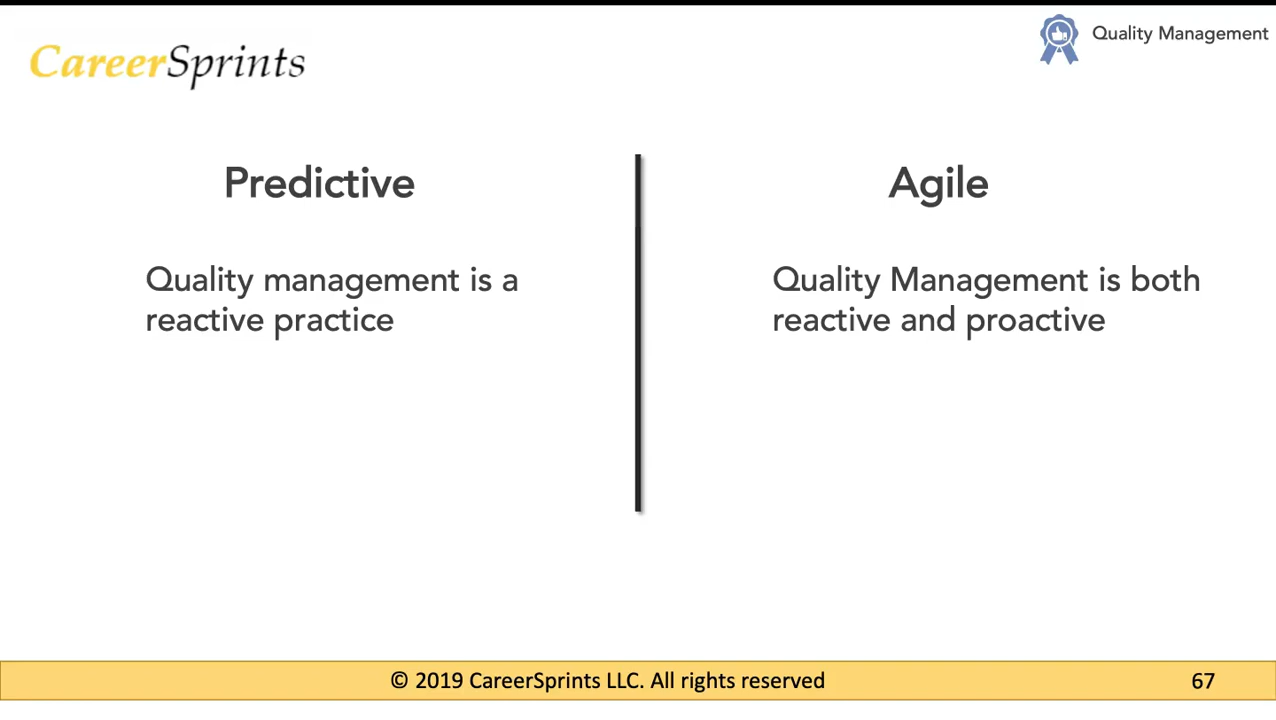 Quality Management
CareerSprints
Predictive
Quality management is a
reactive practice
Agile
Quality Management is both
reactive and proactive
© 2019 CareerSprints LLC. All rights reserved
67